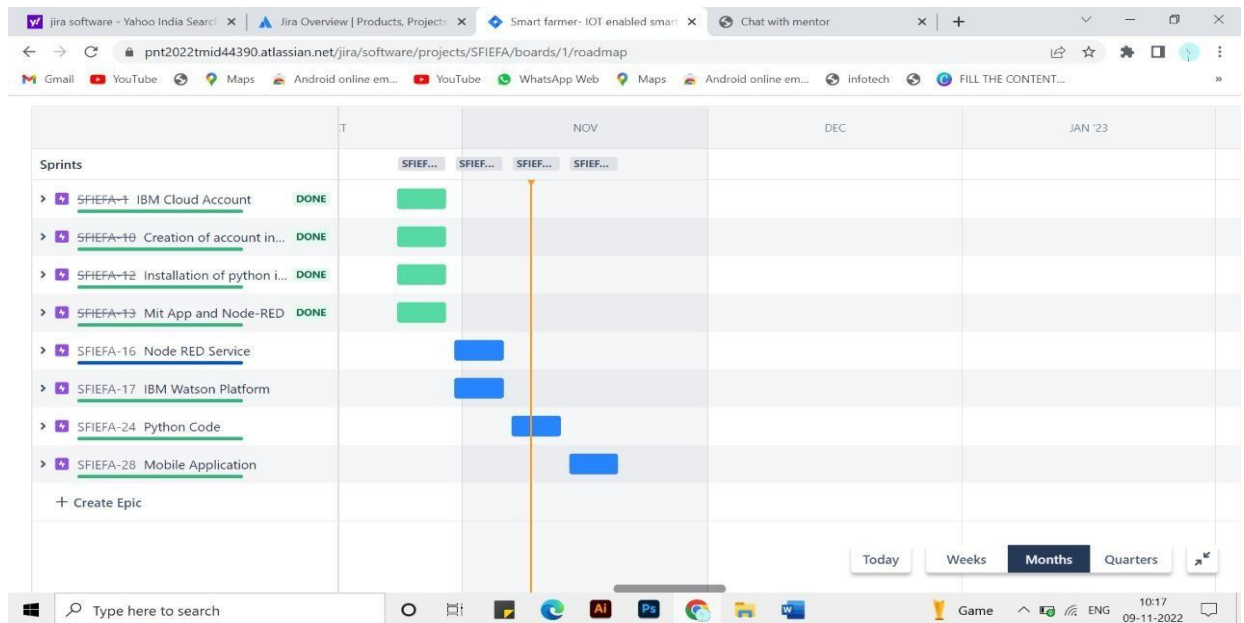 jira software - Yahoo India Search
Jira Overview | Products, Projects
Smart farmer- IOT enabled smart
Chat with mentor
pnt2022tmid44390.atlassian.net/jira/software/projects/SFIEFA/boards/1/roadmap
Gmail YouTube Maps Android online em... YouTube WhatsApp Web Maps Android online em... infotech FILL THE CONTENT... »
T NOV DEC JAN '23
Sprints SFIEF... SFIEF... SFIEF... SFIEF...
SFIEFA-1 IBM Cloud Account DONE
SFIEFA-10 Creation of account in... DONE
SFIEFA-12 Installation of python i... DONE
SFIEFA-13 Mit App and Node-RED DONE
SFIEFA-16 Node RED Service
SFIEFA-17 IBM Watson Platform
SFIEFA-24 Python Code
SFIEFA-28 Mobile Application
+ Create Epic
Today Weeks Months Quarters
Type here to search Ai Ps Game ENG 10:17
09-11-2022